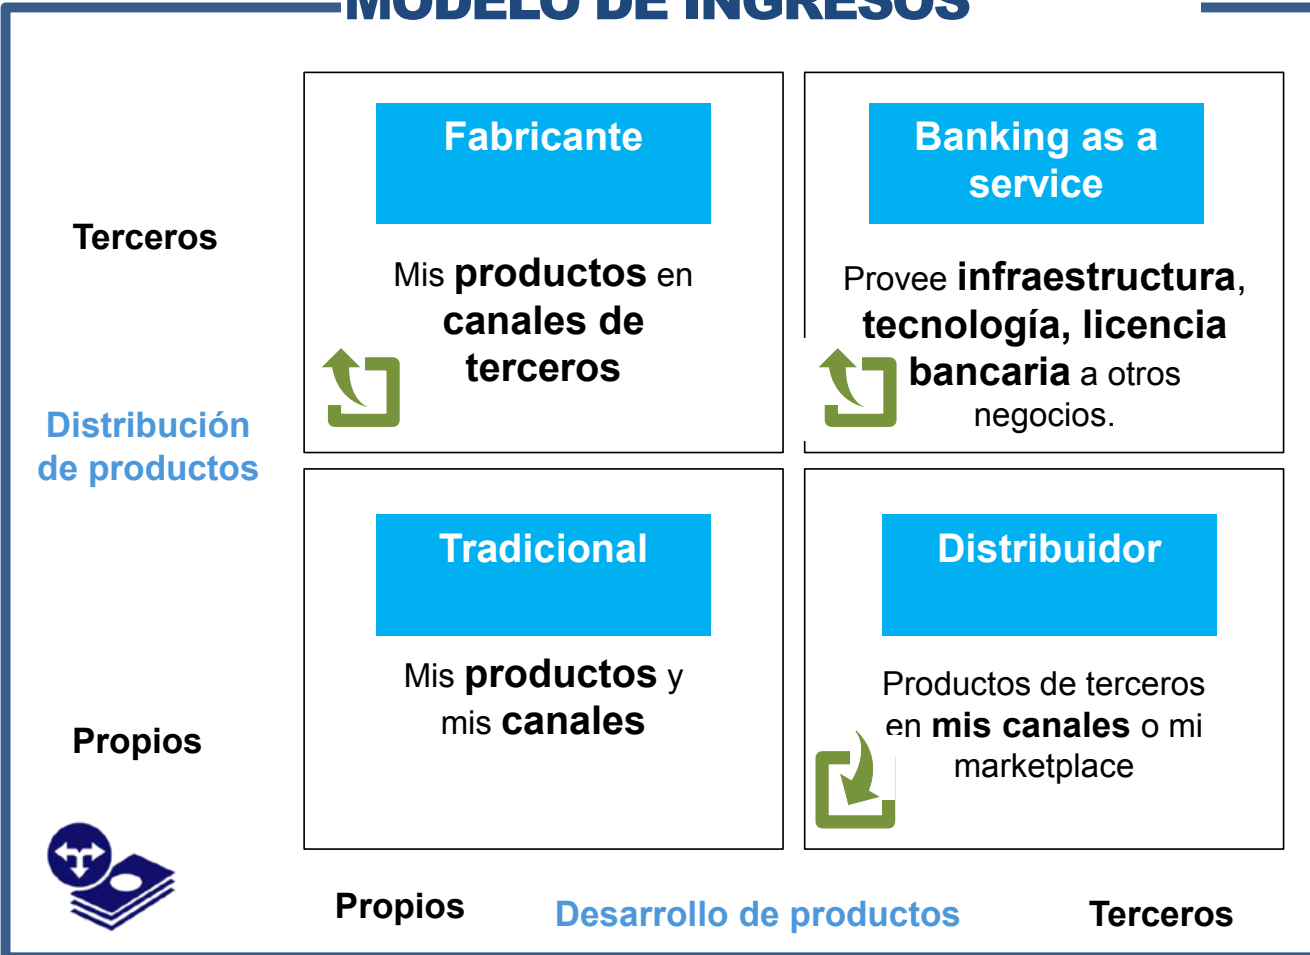 MODELO DE INGRESOS
Fabricante
Banking as a
service
Terceros
Mis productos en
canales de
terceros
Provee infraestructura,
tecnología, licencia
bancaria a otros
negocios.
Distribución
de productos
Tradicional
Distribuidor
Mis productos y
mis canales
Productos de terceros
en mis canales o mi
marketplace
Propios
Propios
Desarrollo de productos
Terceros